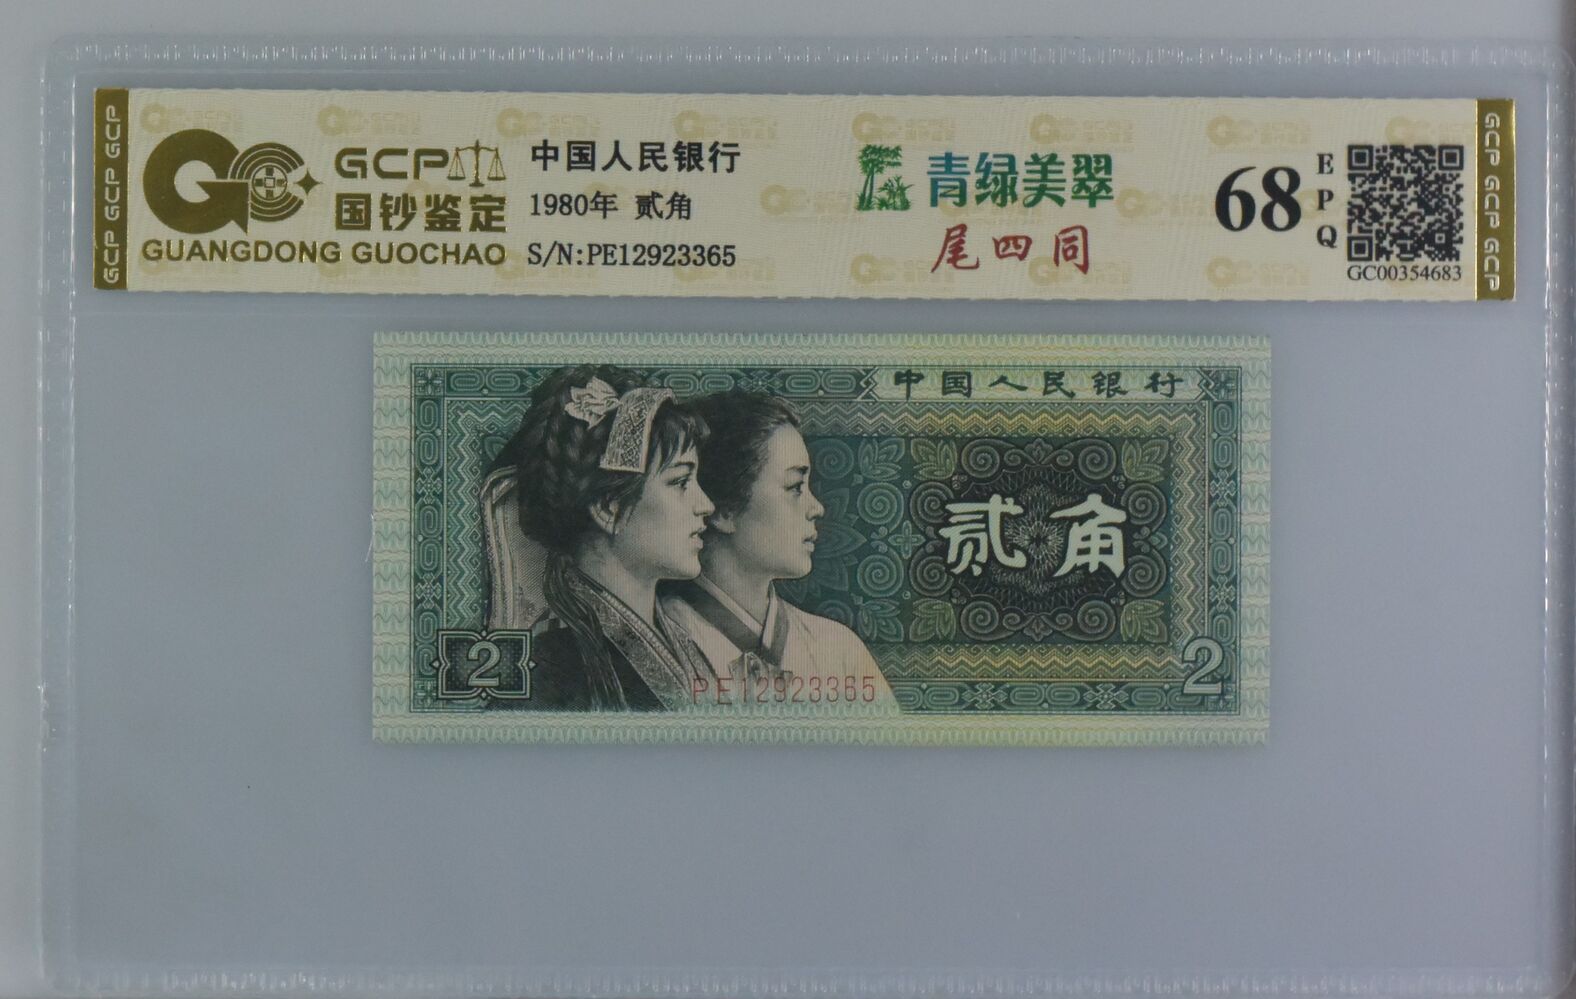 GCP GCP GCP
GCP
国钞鉴定
GUANGDONG GUOCHAO
中国人民银行
1980年 贰角
S/N:PE12923365
青绿美翠
尾四同
68
EPQ
GC00354683
GCP GCP GCP
中国人民银行
贰角
2
2
PE12923365